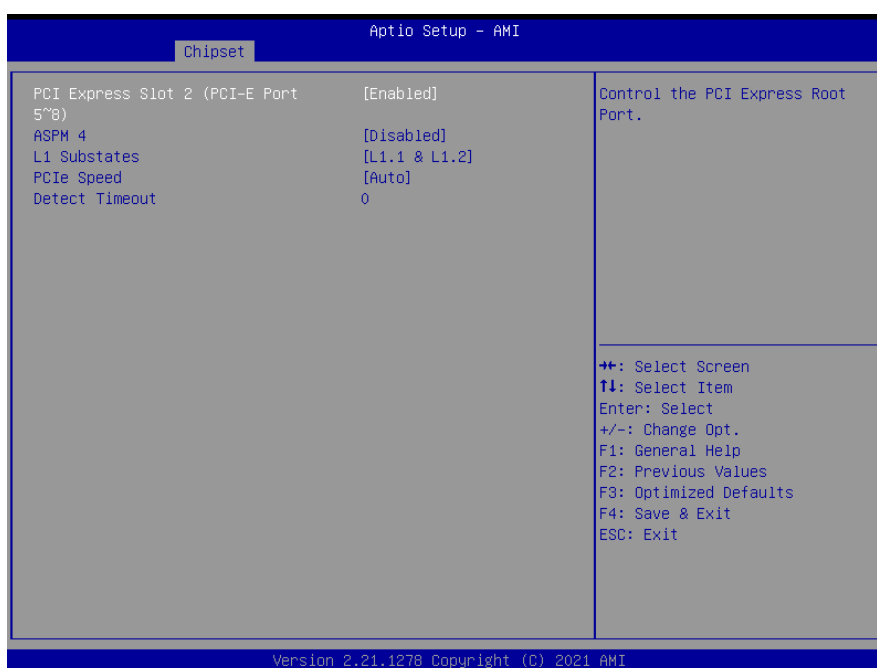 Aptio Setup – AMI
Chipset
PCI Express Slot 2 (PCI-E Port [Enabled]
5~8)
ASPM 4 [Disabled]
L1 Substates [L1.1 & L1.2]
PCIe Speed [Auto]
Detect Timeout 0
Control the PCI Express Root
Port.
→←: Select Screen
↑↓: Select Item
Enter: Select
+/-: Change Opt.
F1: General Help
F2: Previous Values
F3: Optimized Defaults
F4: Save & Exit
ESC: Exit
Version 2.21.1278 Copyright (C) 2021 AMI